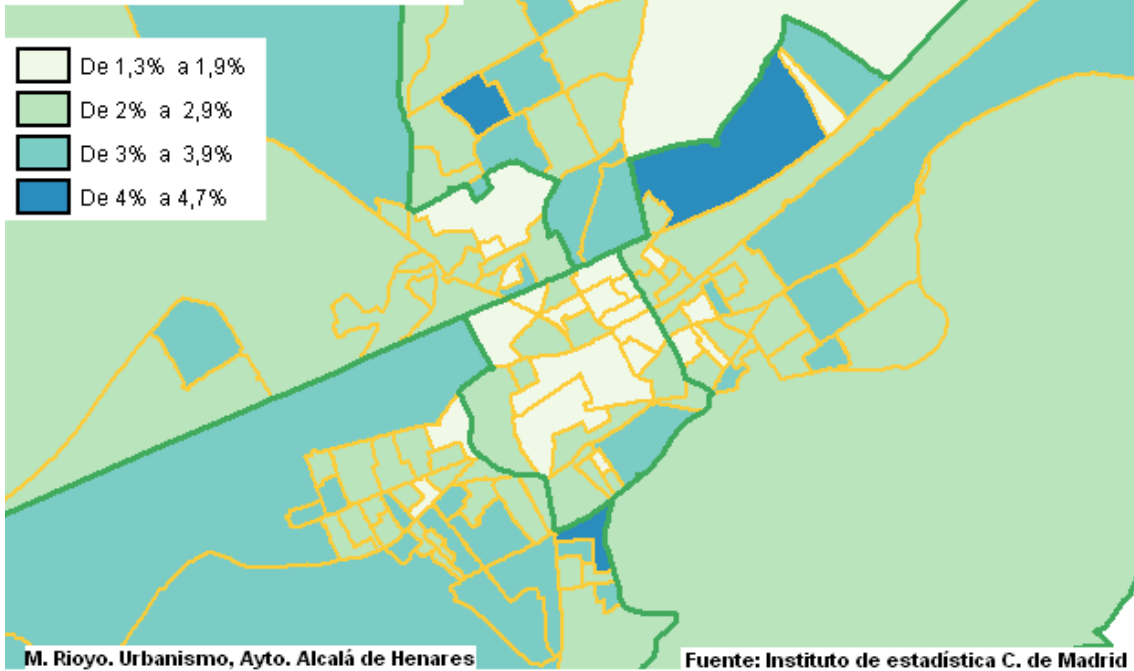 De 1,3% a 1,9%
De 2% a 2,9%
De 3% a 3,9%
De 4% a 4,7%
M. Rioyo. Urbanismo, Ayto. Alcalá de Henares
Fuente: Instituto de estadística C. de Madrid